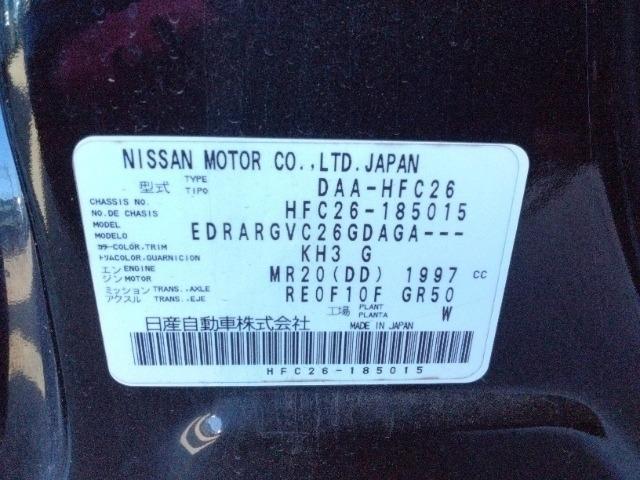 NISSAN MOTOR CO.,LTD.JAPAN
型式 TYPE TIPO DAA-HFC26
CHASSIS NO. NO.DE CHASIS HFC26-185015
MODEL MODELO EDRARGVC26GDAGA---
カラー COLOR,TRIM トリムCOLOR,GUARNICION KH3 G
エンジン ENGINE MOTOR MR20(DD) 1997 cc
ミッション TRANS.,AXLE アクスル TRANS.,EJE RE0F10F GR50
工場 PLANT PLANTA W
日産自動車株式会社 MADE IN JAPAN
HFC26-185015